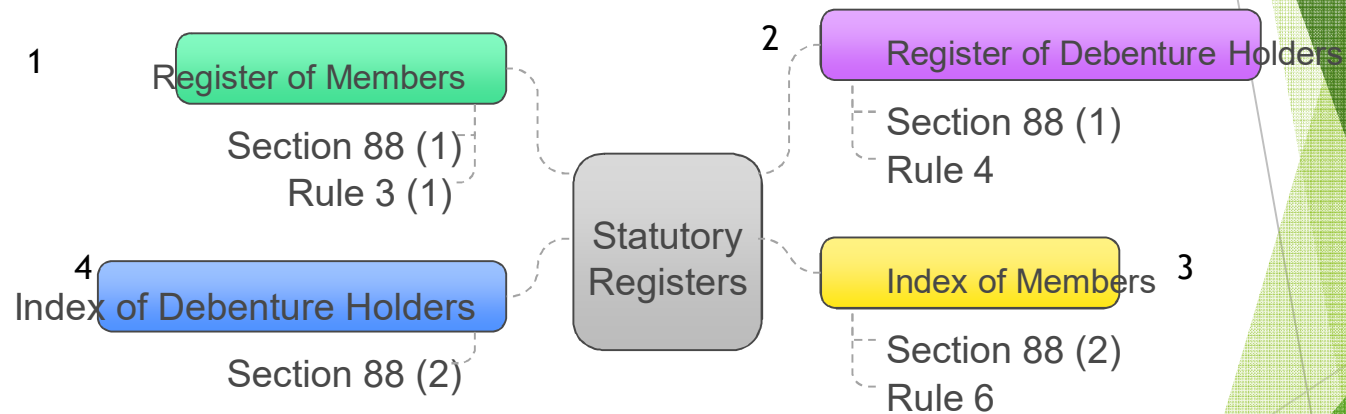 1
Register of Members
Section 88 (1)
Rule 3 (1)
2
Register of Debenture Holders
Section 88 (1)
Rule 4
Statutory
Registers
Index of Members
3
Section 88 (2)
Rule 6
4
Index of Debenture Holders
Section 88 (2)